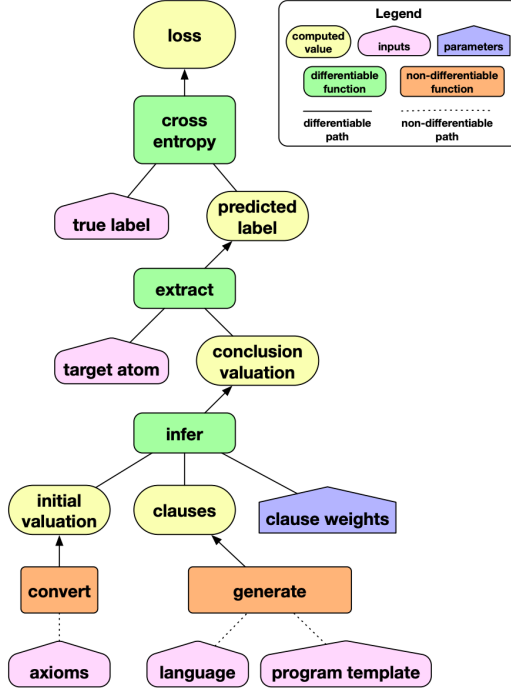 loss
Legend
computed
value
inputs
parameters
differentiable
function
non-differentiable
function
differentiable
path
non-differentiable
path
cross
entropy
true label
predicted
label
extract
target atom
conclusion
valuation
infer
initial
valuation
clauses
clause weights
convert
generate
axioms
language
program template